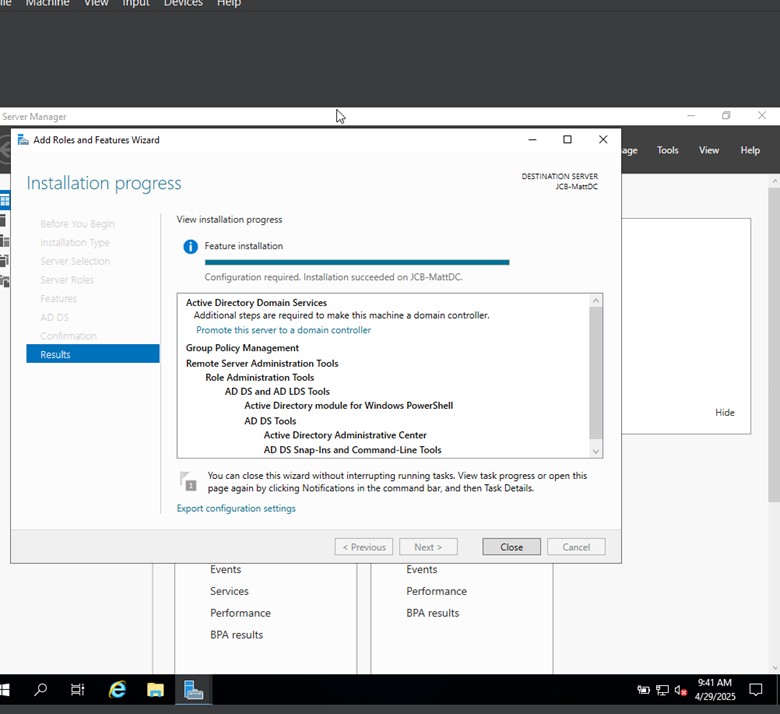 Machine View Input Devices Help
Server Manager
Add Roles and Features Wizard
Tools View Help
Installation progress
DESTINATION SERVER
JCB-MattDC
Before You Begin
Installation Type
Server Selection
Server Roles
Features
AD DS
Confirmation
Results
View installation progress
Feature installation
Configuration required. Installation succeeded on JCB-MattDC.
Active Directory Domain Services
Additional steps are required to make this machine a domain controller.
Promote this server to a domain controller
Group Policy Management
Remote Server Administration Tools
Role Administration Tools
AD DS and AD LDS Tools
Active Directory module for Windows PowerShell
AD DS Tools
Active Directory Administrative Center
AD DS Snap-Ins and Command-Line Tools
Hide
1
You can close this wizard without interrupting running tasks. View task progress or open this
page again by clicking Notifications in the command bar, and then Task Details.
Export configuration settings
< Previous Next > Close Cancel
Events
Services
Performance
BPA results
Events
Performance
BPA results
9:41 AM
4/29/2025